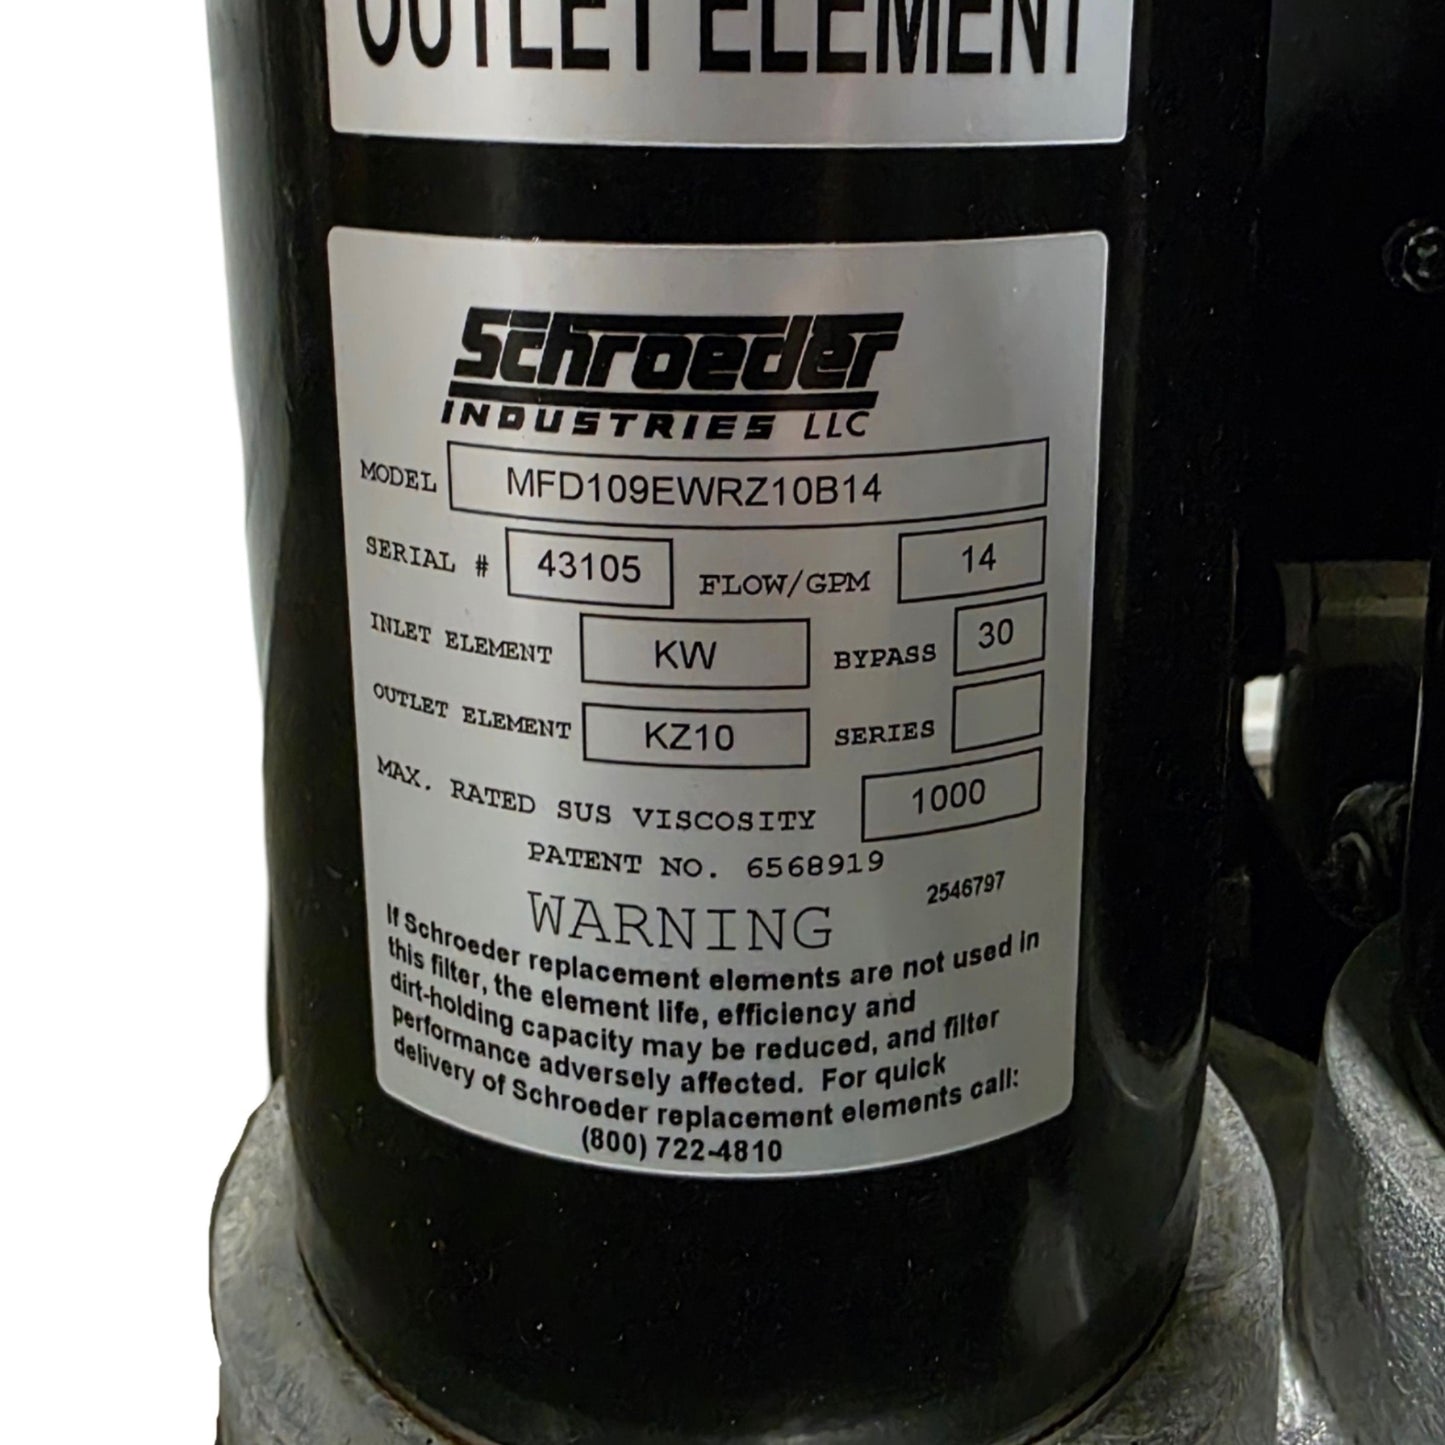 OUTLET ELEMENT
Schroeder
INDUSTRIES LLC
MODEL MFD109EWRZ10B14
SERIAL # 43105 FLOW/GPM 14
INLET ELEMENT KW BYPASS 30
OUTLET ELEMENT KZ10 SERIES
MAX. RATED SUS VISCOSITY 1000
PATENT NO. 6568919
2546797
WARNING
If Schroeder replacement elements are not used in
this filter, the element life, efficiency and
dirt-holding capacity may be reduced, and filter
performance adversely affected. For quick
delivery of Schroeder replacement elements call:
(800) 722-4810